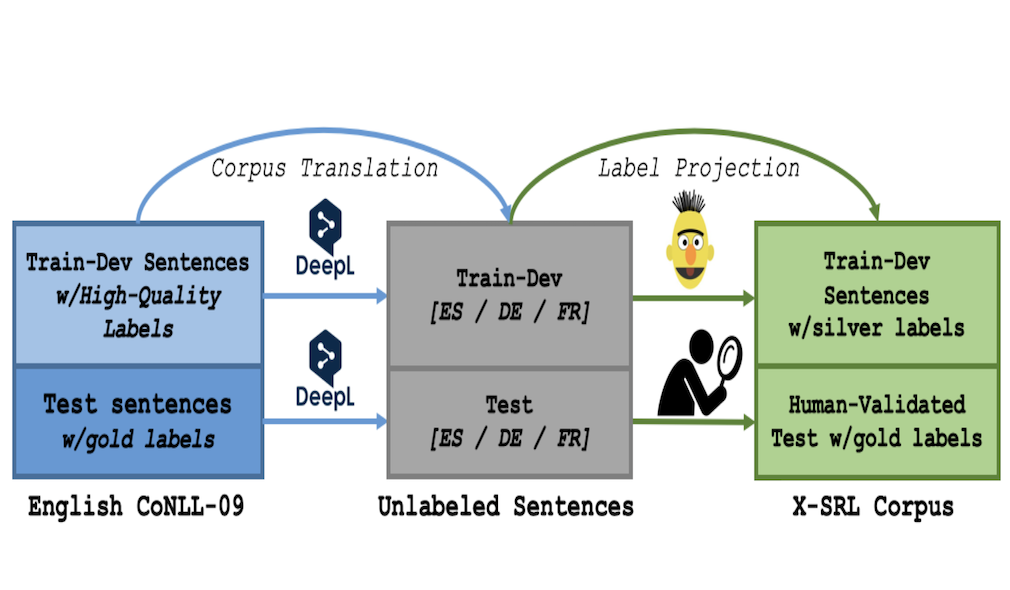 Corpus Translation
Label Projection
Train-Dev Sentences
w/High-Quality
Labels
DeepL
Train-Dev
[ES / DE / FR]
Train-Dev
Sentences
w/silver labels
Test sentences
w/gold labels
DeepL
Test
[ES / DE / FR]
Human-Validated
Test w/gold labels
English CoNLL-09
Unlabeled Sentences
X-SRL Corpus